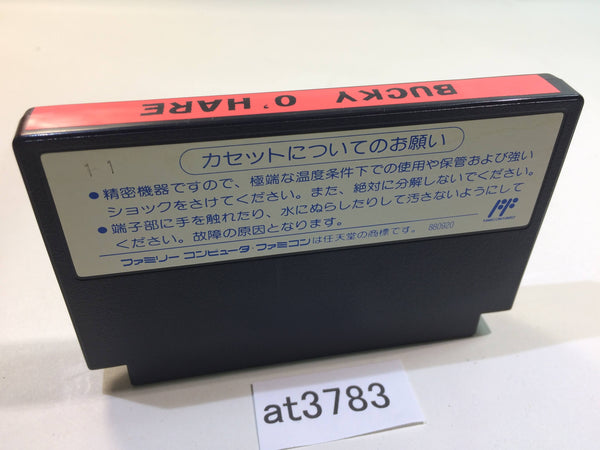 BUCKY O'HARE
11
カセットについてのお願い
●精密機器ですので、極端な温度条件下での使用や保管および強い
ショックをさけてください。また、絶対に分解しないでください。
●端子部に手を触れたり、水にぬらしたりして汚さないようにして
ください。故障の原因となります。
ファミリーコンピュータ・ファミコンは任天堂の商標です。 880920
at3783